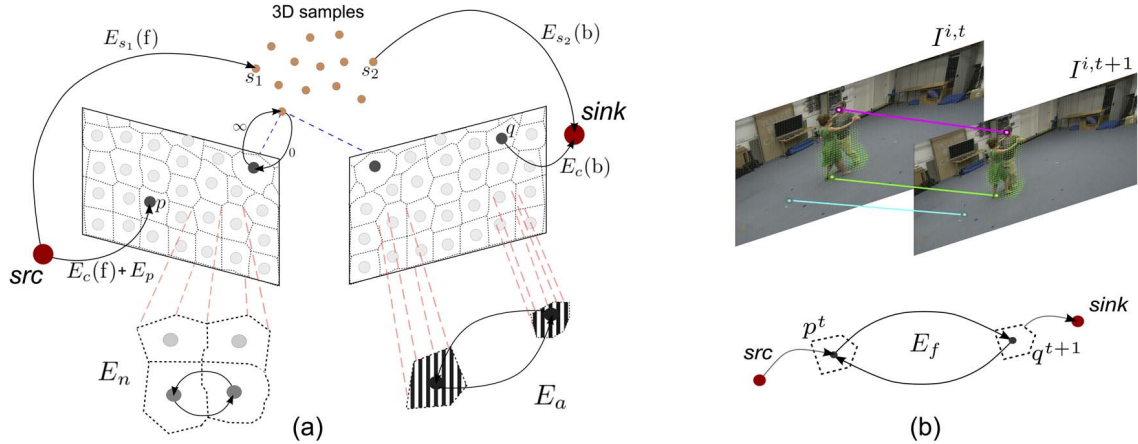 3D samples
E_{s_1}(f)
E_{s_2}(b)
s_1
s_2
∞
0
sink
q
E_c(b)
p
src
E_c(f)+E_p
E_n
E_a
(a)
I^{i,t}
I^{i,t+1}
sink
p^t
E_f
q^{t+1}
src
(b)